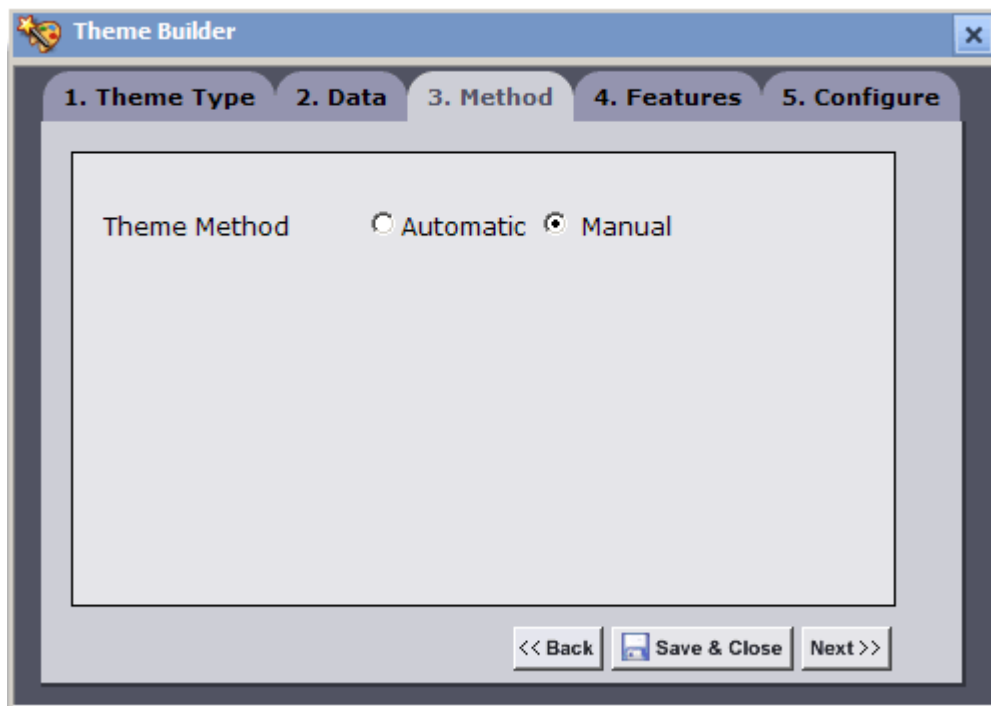 Theme Builder
1. Theme Type 2. Data 3. Method 4. Features 5. Configure
Theme Method Automatic Manual
<< Back Save & Close Next >>